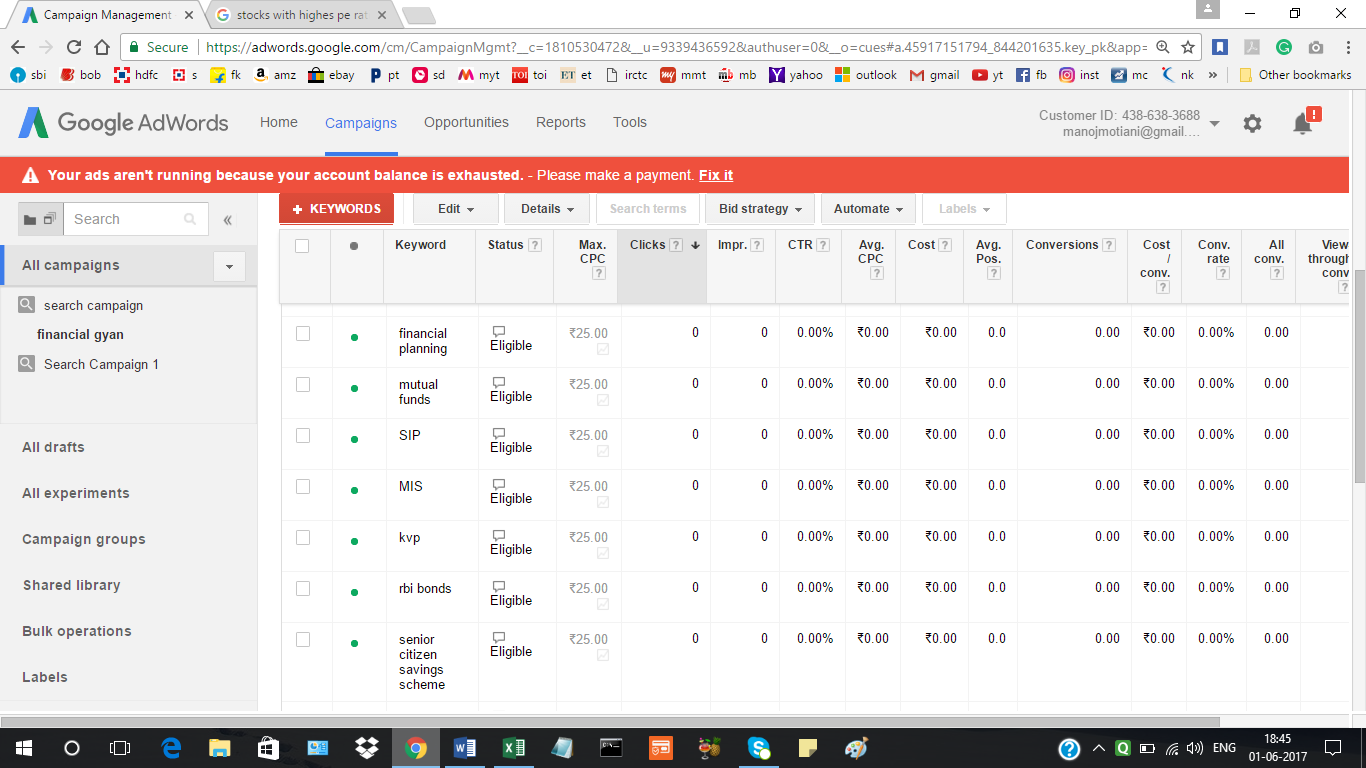 Campaign Management
stocks with highes pe rat
Secure
https://adwords.google.com/cm/CampaignMgmt?__c=1810530472&__u=9339436592&authuser=0&__o=cues#a.45917151794_844201635.key_pk&app=
sbi bob hdfc s fk amz ebay pt sd myt toi et irctc mmt mb yahoo outlook gmail yt fb inst mc nk » Other bookmarks
Google AdWords
Home Campaigns Opportunities Reports Tools
Customer ID: 438-638-3688
manojmotiani@gmail....
!
Your ads aren't running because your account balance is exhausted. - Please make a payment. Fix it
Search «
+ KEYWORDS Edit Details Search terms Bid strategy Automate Labels
All campaigns
search campaign
financial gyan
Search Campaign 1
All drafts
All experiments
Campaign groups
Shared library
Bulk operations
Labels
Keyword Status ? Max. CPC ? Clicks ? Impr. ? CTR ? Avg. CPC ? Cost ? Avg. Pos. ? Conversions ? Cost / conv. ? Conv. rate ? All conv. ? View through conv ?
financial planning Eligible ₹25.00 0 0 0.00% ₹0.00 ₹0.00 0.0 0.00 ₹0.00 0.00% 0.00
mutual funds Eligible ₹25.00 0 0 0.00% ₹0.00 ₹0.00 0.0 0.00 ₹0.00 0.00% 0.00
SIP Eligible ₹25.00 0 0 0.00% ₹0.00 ₹0.00 0.0 0.00 ₹0.00 0.00% 0.00
MIS Eligible ₹25.00 0 0 0.00% ₹0.00 ₹0.00 0.0 0.00 ₹0.00 0.00% 0.00
kvp Eligible ₹25.00 0 0 0.00% ₹0.00 ₹0.00 0.0 0.00 ₹0.00 0.00% 0.00
rbi bonds Eligible ₹25.00 0 0 0.00% ₹0.00 ₹0.00 0.0 0.00 ₹0.00 0.00% 0.00
senior citizen savings scheme Eligible ₹25.00 0 0 0.00% ₹0.00 ₹0.00 0.0 0.00 ₹0.00 0.00% 0.00
ENG
18:45
01-06-2017